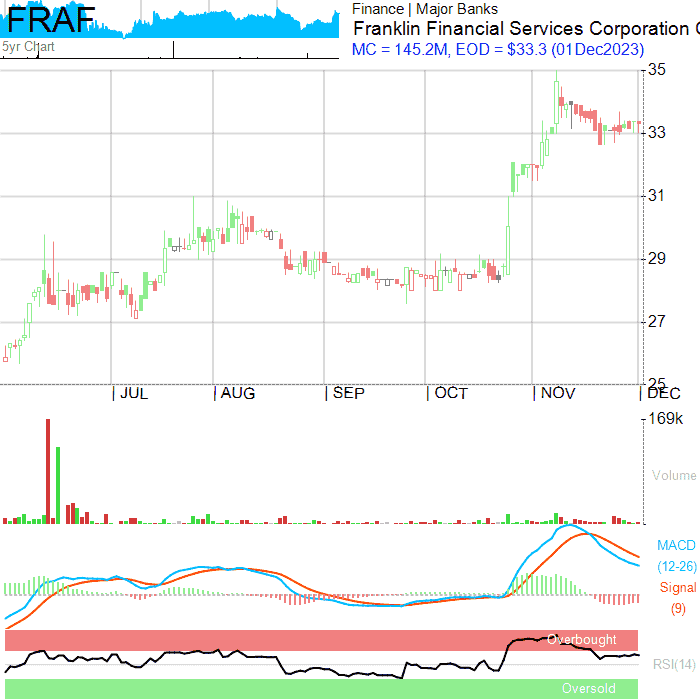 FRAF
5yr Chart
Finance | Major Banks
Franklin Financial Services Corporation
MC = 145.2M, EOD = $33.3 (01Dec2023)
35
33
31
29
27
25
JUL AUG SEP OCT NOV DEC
169k
Volume
MACD
(12-26)
Signal
(9)
Overbought
RSI(14)
Oversold